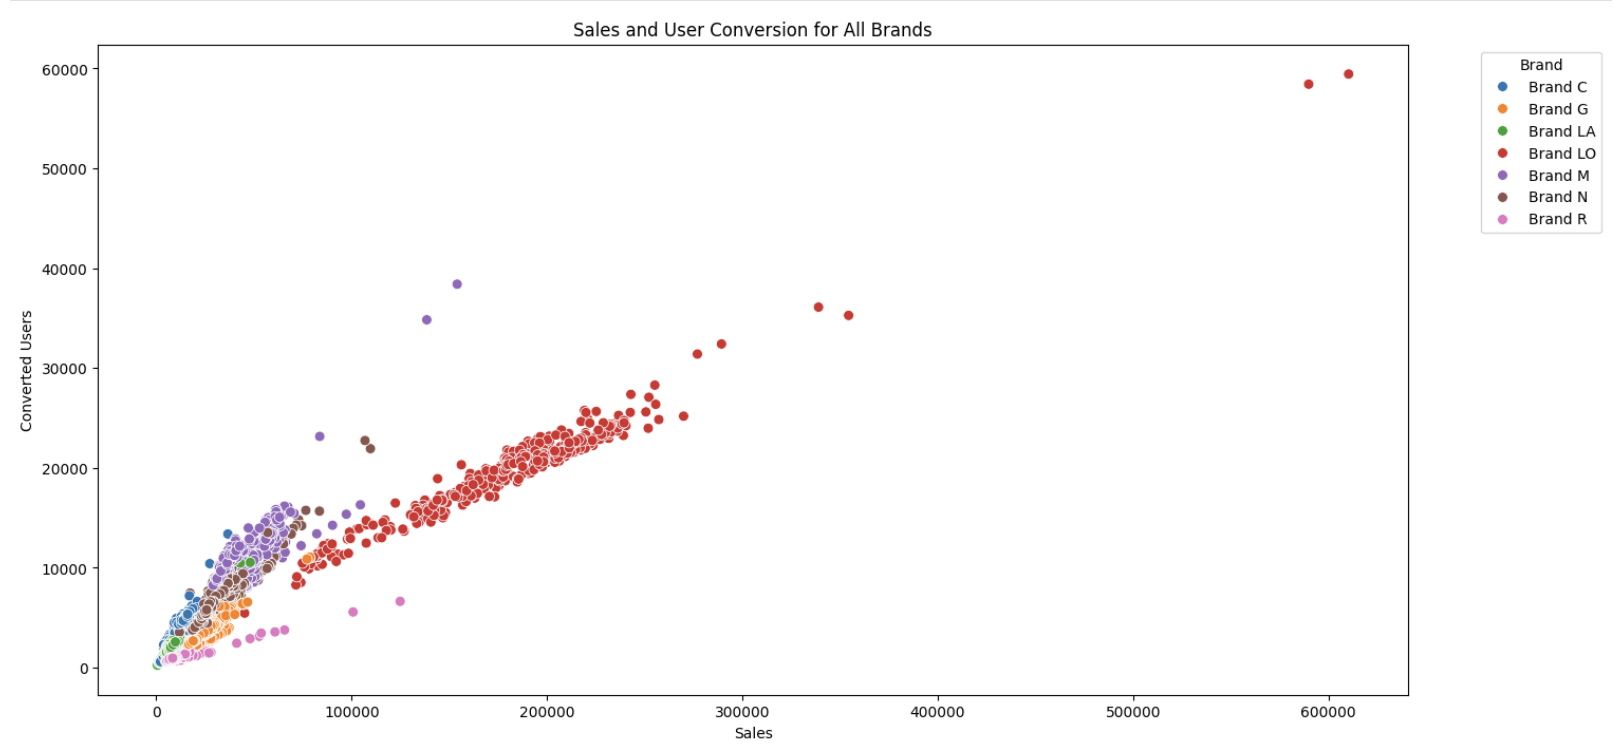 Sales and User Conversion for All Brands
60000
50000
40000
30000
20000
10000
0
Converted Users
0 100000 200000 300000 400000 500000 600000
Sales
Brand
Brand C
Brand G
Brand LA
Brand LO
Brand M
Brand N
Brand R